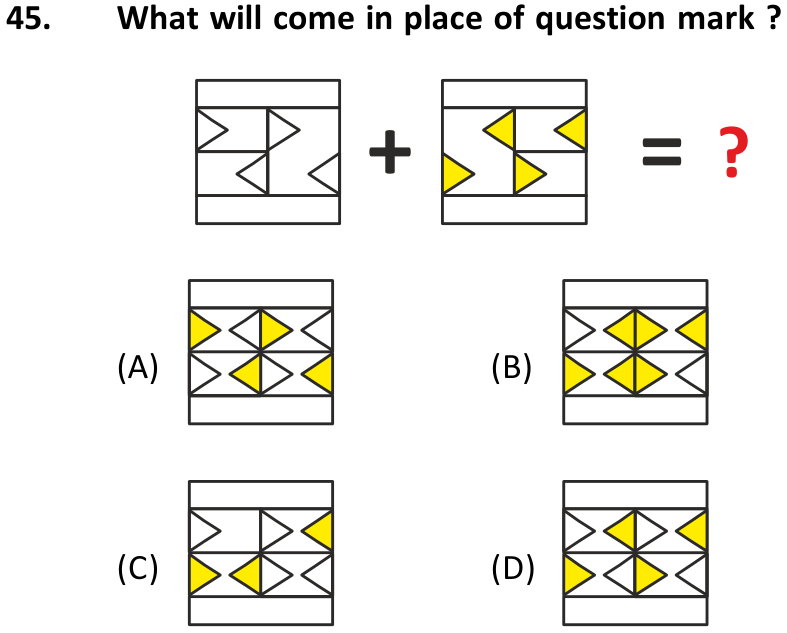 45. What will come in place of question mark ?
+ = ?
(A) (B)
(C) (D)